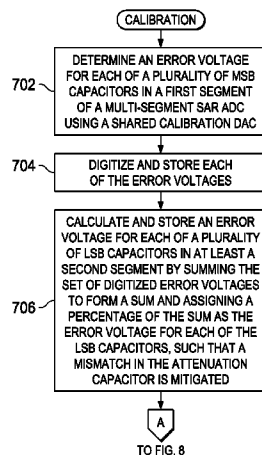 CALIBRATION
702
DETERMINE AN ERROR VOLTAGE
FOR EACH OF A PLURALITY OF MSB
CAPACITORS IN A FIRST SEGMENT
OF A MULTI-SEGMENT SAR ADC
USING A SHARED CALIBRATION DAC
704
DIGITIZE AND STORE EACH
OF THE ERROR VOLTAGES
706
CALCULATE AND STORE AN ERROR
VOLTAGE FOR EACH OF A PLURALITY
OF LSB CAPACITORS IN AT LEAST A
SECOND SEGMENT BY SUMMING THE
SET OF DIGITIZED ERROR VOLTAGES
TO FORM A SUM AND ASSIGNING A
PERCENTAGE OF THE SUM AS THE
ERROR VOLTAGE FOR EACH OF THE
LSB CAPACITORS, SUCH THAT A
MISMATCH IN THE ATTENUATION
CAPACITOR IS MITIGATED
A
TO FIG. 8